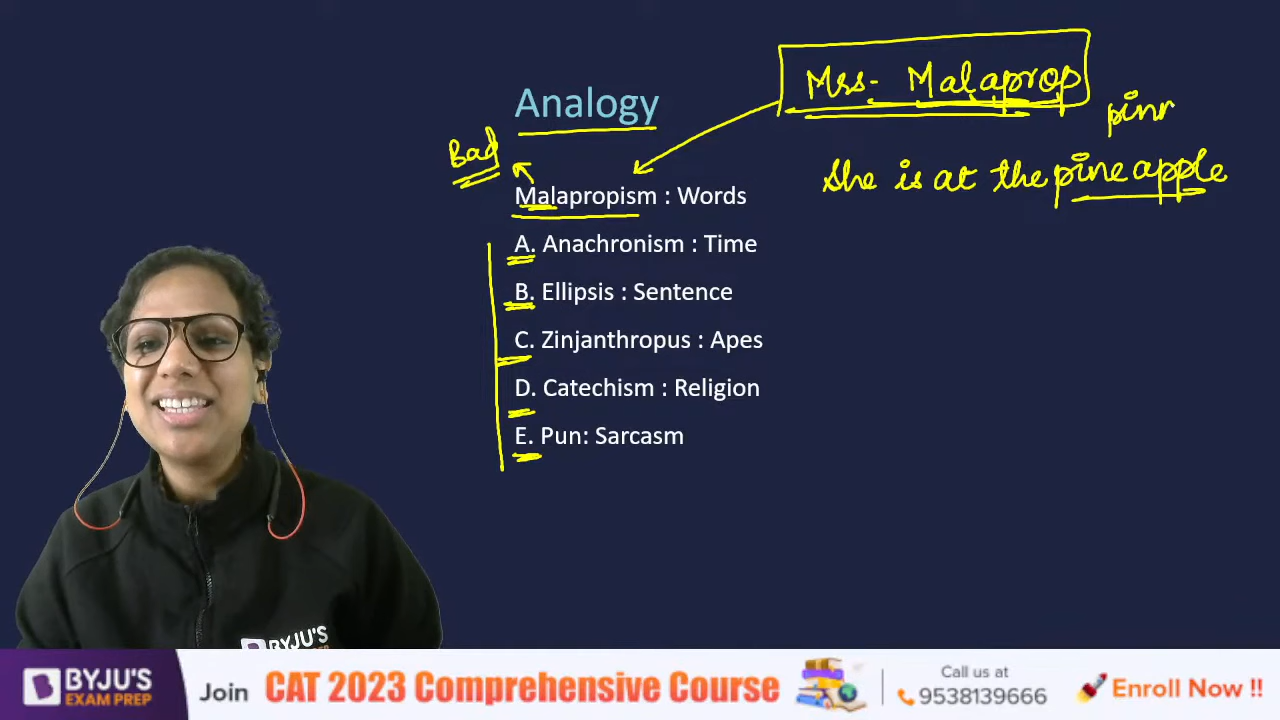 Mrs. Malaprop
Analogy
pinn
Bad
She is at the pineapple
Malapropism : Words
A. Anachronism : Time
B. Ellipsis : Sentence
C. Zinjanthropus : Apes
D. Catechism : Religion
E. Pun: Sarcasm
BYJU'S
BYJU'S
EXAM PREP
Join CAT 2023 Comprehensive Course
Call us at
9538139666
Enroll Now !!